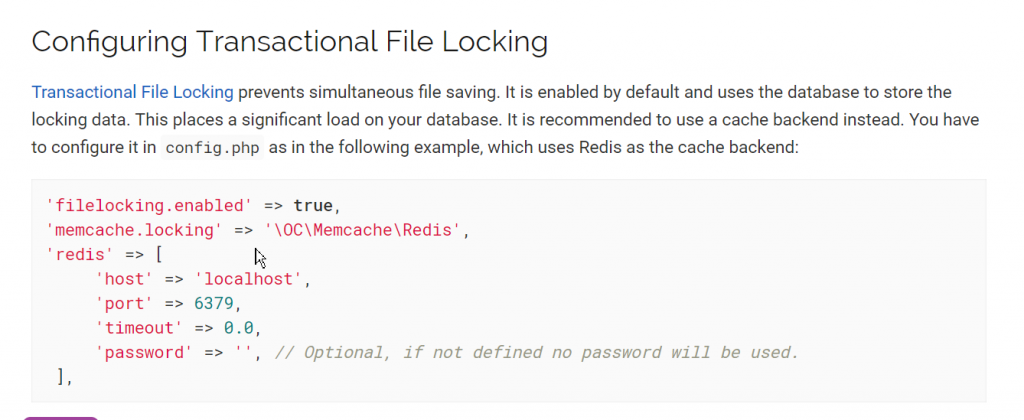 Configuring Transactional File Locking
Transactional File Locking prevents simultaneous file saving. It is enabled by default and uses the database to store the
locking data. This places a significant load on your database. It is recommended to use a cache backend instead. You have
to configure it in config.php as in the following example, which uses Redis as the cache backend:
'filelocking.enabled' => true,
'memcache.locking' => '\OC\Memcache\Redis',
'redis' => [
'host' => 'localhost',
'port' => 6379,
'timeout' => 0.0,
'password' => '', // Optional, if not defined no password will be used.
],